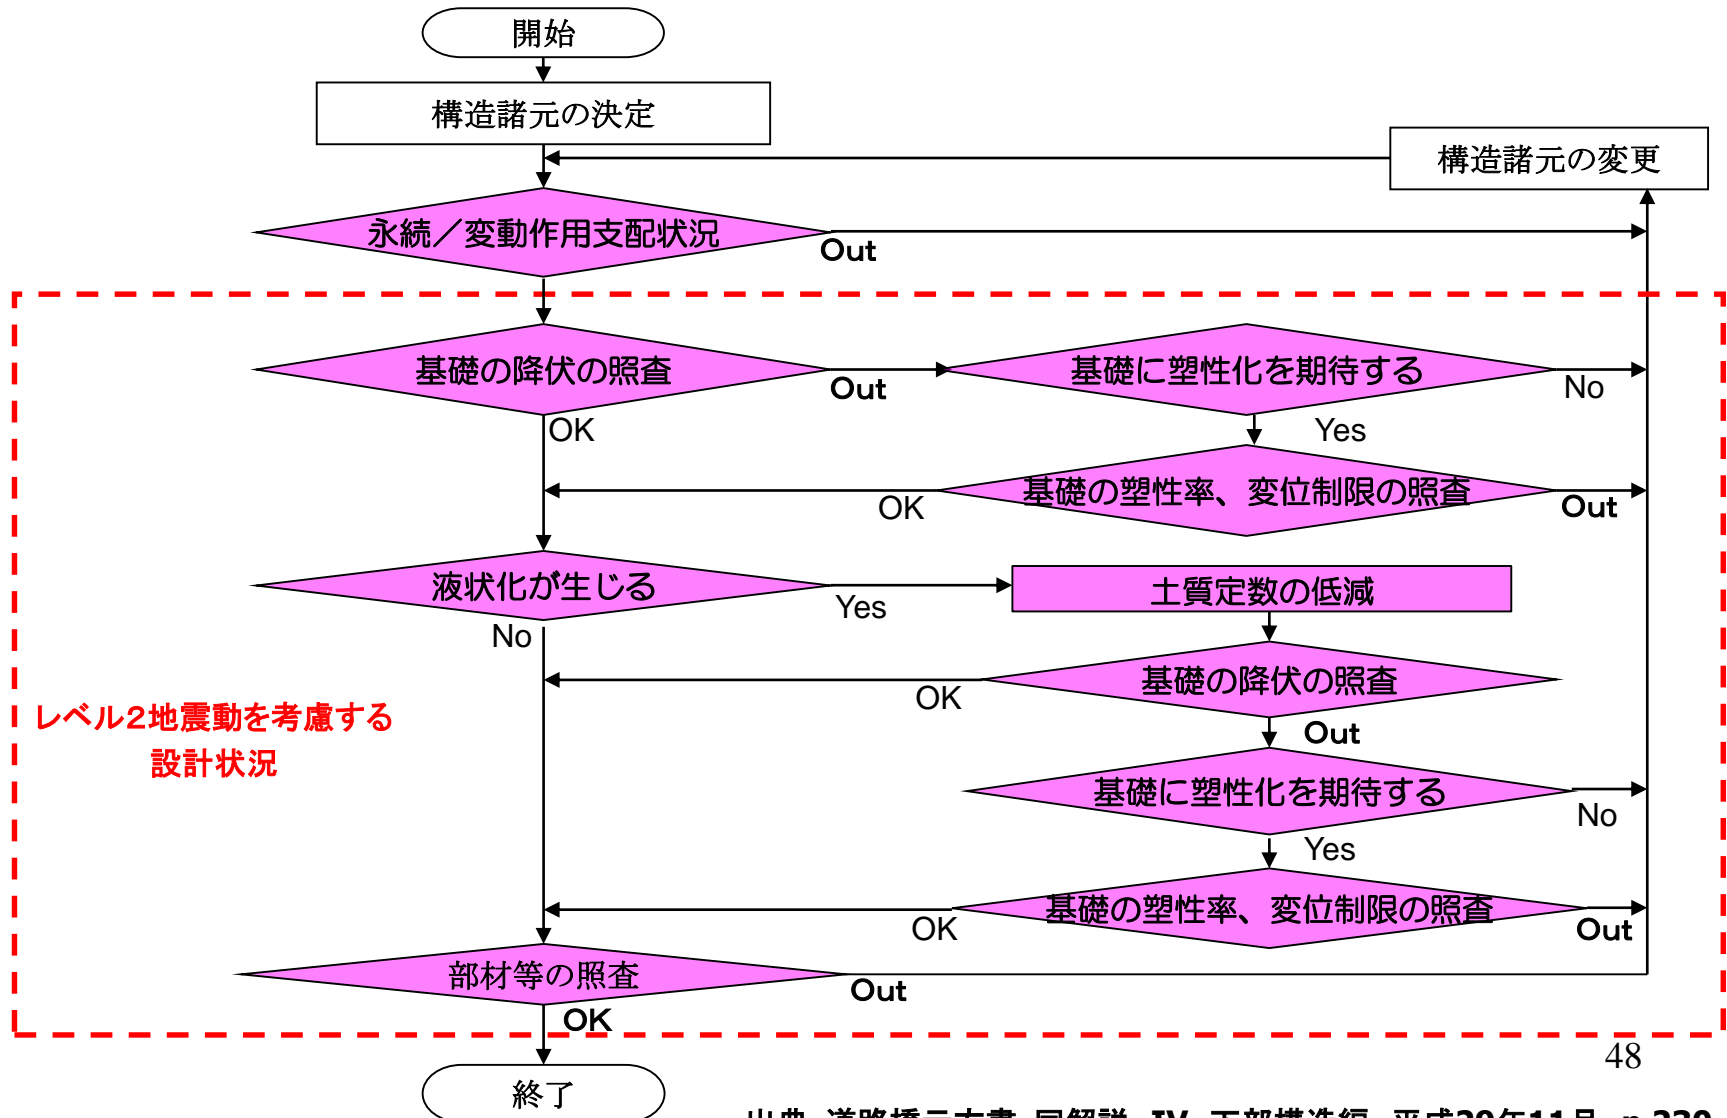 開始
構造諸元の決定
構造諸元の変更
永続／変動作用支配状況
Out
基礎の降伏の照査
Out
基礎に塑性化を期待する
No
OK
Yes
基礎の塑性率、変位制限の照査
OK
Out
液状化が生じる
Yes
土質定数の低減
No
基礎の降伏の照査
OK
Out
レベル２地震動を考慮する
設計状況
基礎に塑性化を期待する
No
Yes
基礎の塑性率、変位制限の照査
OK
Out
部材等の照査
Out
OK
48
終了